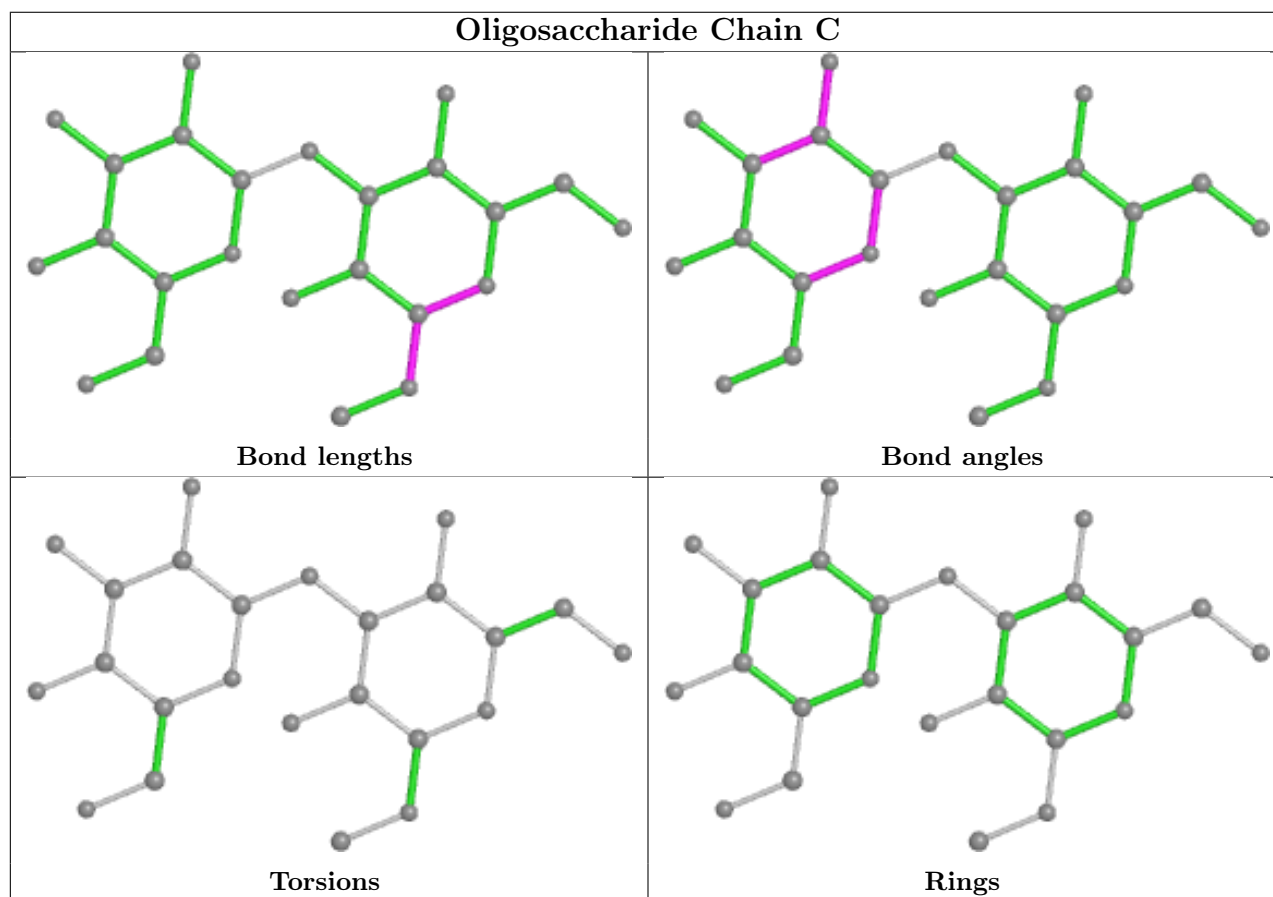 Oligosaccharide Chain C
Bond lengths
Bond angles
Torsions
Rings